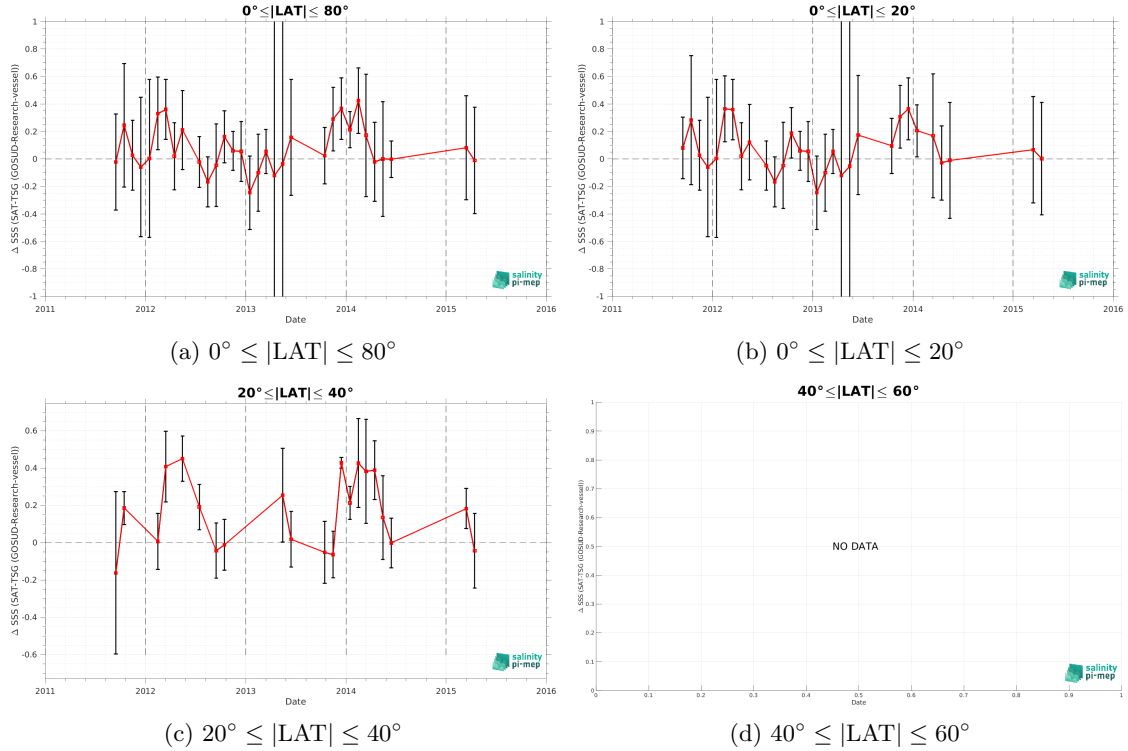 0°≤|LAT|≤ 80°
Δ SSS (SAT-TSG (GOSUD-Research-vessel))
1
0.8
0.6
0.4
0.2
0
-0.2
-0.4
-0.6
-0.8
-1
2011
2012
2013
2014
2015
2016
Date
salinity
pi-mep
(a) 0° ≤ |LAT| ≤ 80°
0°≤|LAT|≤ 20°
Δ SSS (SAT-TSG (GOSUD-Research-vessel))
1
0.8
0.6
0.4
0.2
0
-0.2
-0.4
-0.6
-0.8
-1
2011
2012
2013
2014
2015
2016
Date
salinity
pi-mep
(b) 0° ≤ |LAT| ≤ 20°
20°≤|LAT|≤ 40°
Δ SSS (SAT-TSG (GOSUD-Research-vessel))
0.6
0.4
0.2
0
-0.2
-0.4
-0.6
2011
2012
2013
2014
2015
2016
Date
salinity
pi-mep
(c) 20° ≤ |LAT| ≤ 40°
40°≤|LAT|≤ 60°
Δ SSS (SAT-TSG (GOSUD-Research-vessel))
1
0.9
0.8
0.7
0.6
0.5
0.4
0.3
0.2
0.1
0
NO DATA
0
0.1
0.2
0.3
0.4
0.5
0.6
0.7
0.8
0.9
1
Date
salinity
pi-mep
(d) 40° ≤ |LAT| ≤ 60°